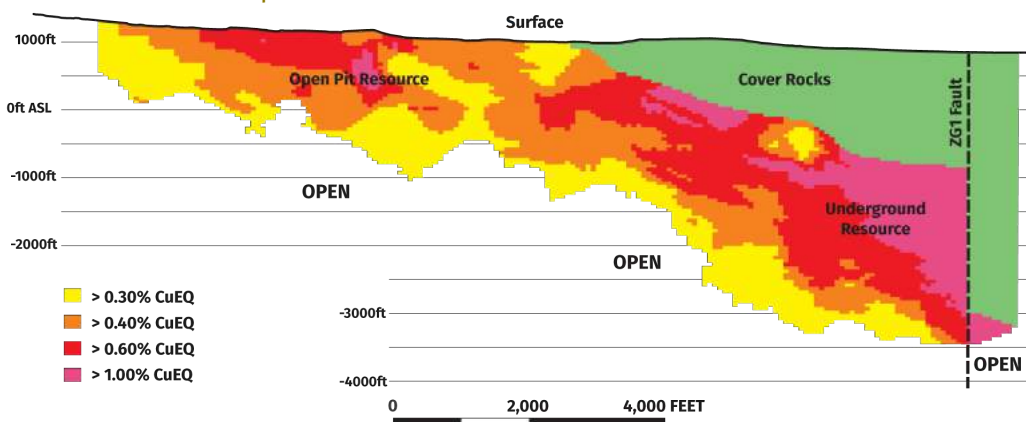 Surface
1000ft
Open Pit Resource
Cover Rocks
ZG1 Fault
0ft ASL
-1000ft
OPEN
Underground
Resource
-2000ft
OPEN
> 0.30% CuEQ
> 0.40% CuEQ
-3000ft
> 0.60% CuEQ
OPEN
> 1.00% CuEQ
-4000ft
0
2,000
4,000 FEET